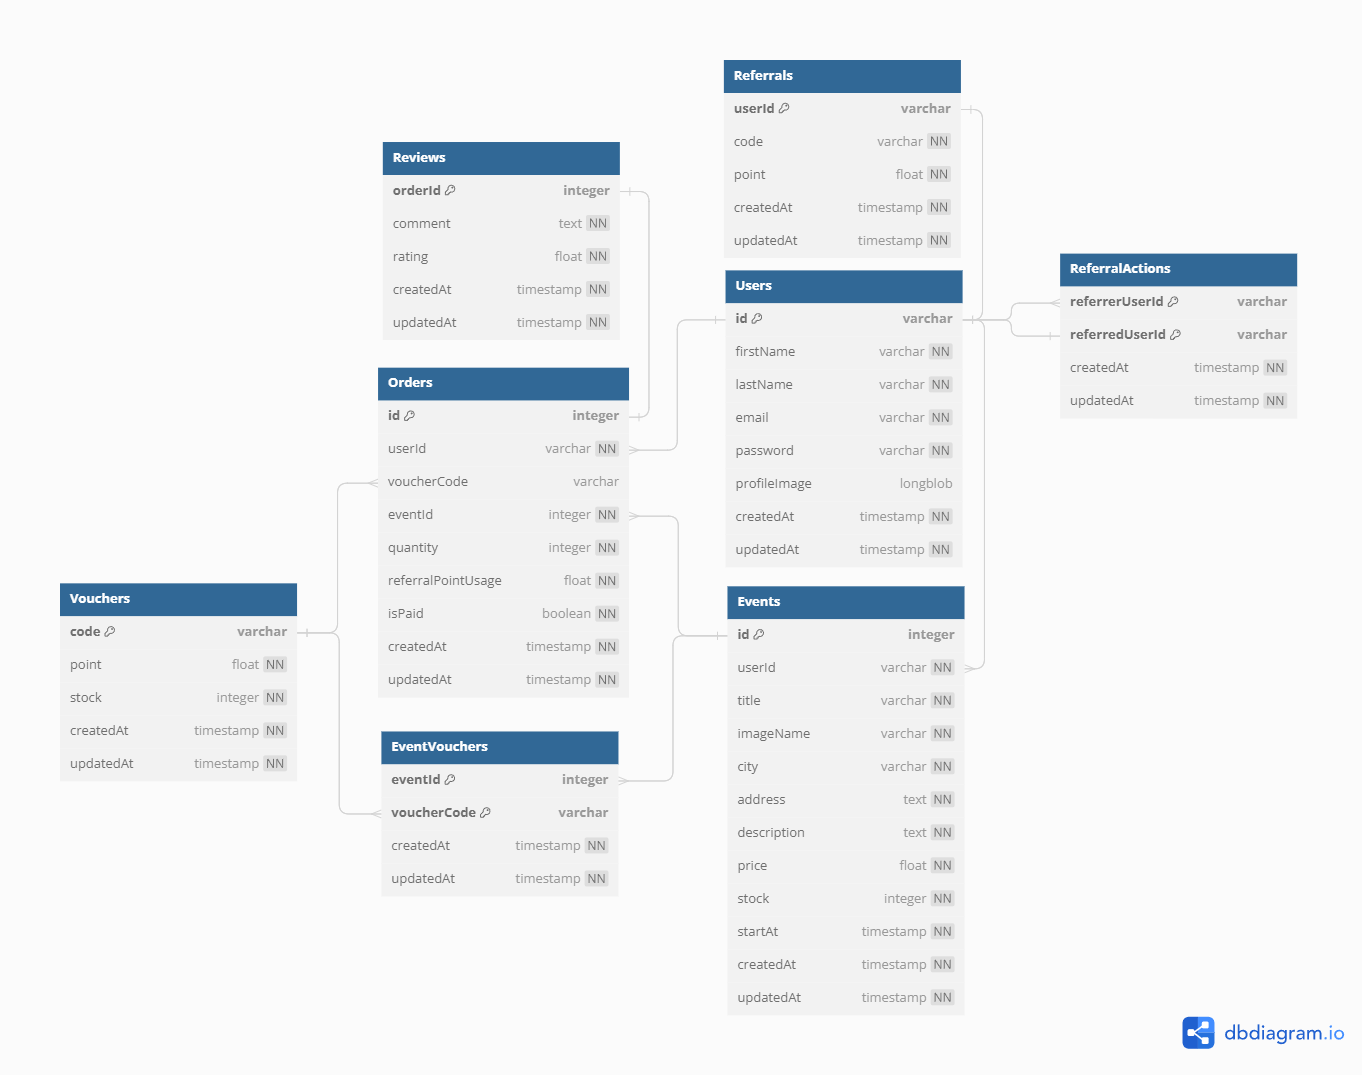 Referrals
userId varchar
code varchar NN
point float NN
createdAt timestamp NN
updatedAt timestamp NN
Reviews
orderId integer
comment text NN
rating float NN
createdAt timestamp NN
updatedAt timestamp NN
Users
id varchar
firstName varchar NN
lastName varchar NN
email varchar NN
password varchar NN
profileImage longblob
createdAt timestamp NN
updatedAt timestamp NN
ReferralActions
referrerUserId varchar
referredUserId varchar
createdAt timestamp NN
updatedAt timestamp NN
Orders
id integer
userId varchar NN
voucherCode varchar
eventId integer NN
quantity integer NN
referralPointUsage float NN
isPaid boolean NN
createdAt timestamp NN
updatedAt timestamp NN
Vouchers
code varchar
point float NN
stock integer NN
createdAt timestamp NN
updatedAt timestamp NN
EventVouchers
eventId integer
voucherCode varchar
createdAt timestamp NN
updatedAt timestamp NN
Events
id integer
userId varchar NN
title varchar NN
imageName varchar NN
city varchar NN
address text NN
description text NN
price float NN
stock integer NN
startAt timestamp NN
createdAt timestamp NN
updatedAt timestamp NN
dbdiagram.io